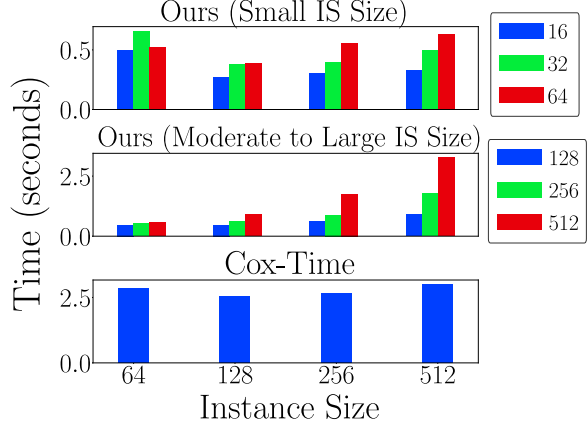 Ours (Small IS Size)
0.5
0.0
16
32
64
Ours (Moderate to Large IS Size)
2.5
0.0
128
256
512
Cox-Time
2.5
0.0
64 128 256 512
Instance Size
Time (seconds)